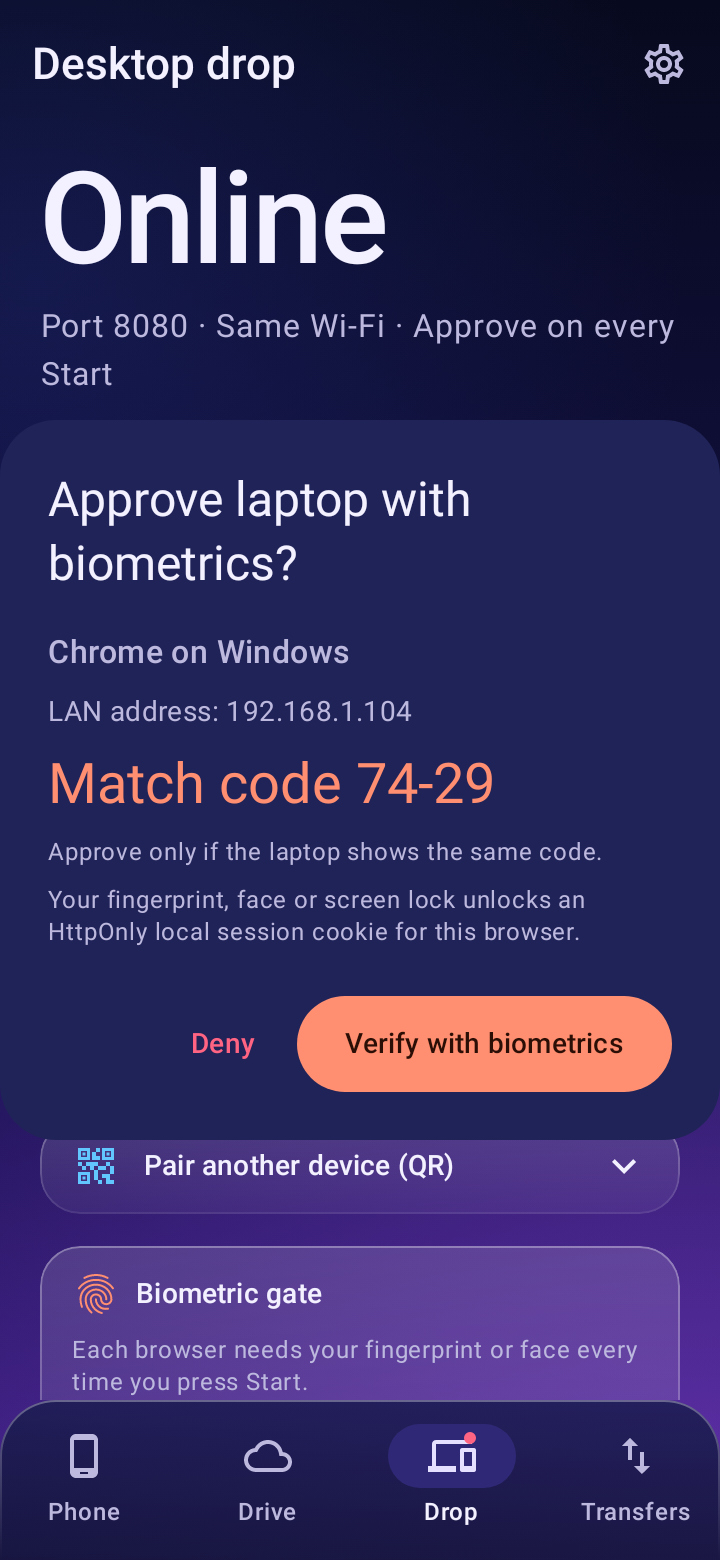 Desktop drop
Online
Port 8080 · Same Wi-Fi · Approve on every
Start
Approve laptop with
biometrics?
Chrome on Windows
LAN address: 192.168.1.104
Match code 74-29
Approve only if the laptop shows the same code.
Your fingerprint, face or screen lock unlocks an
HttpOnly local session cookie for this browser.
Deny
Verify with biometrics
Pair another device (QR)
Biometric gate
Each browser needs your fingerprint or face every
time you press Start.
Phone
Drive
Drop
Transfers